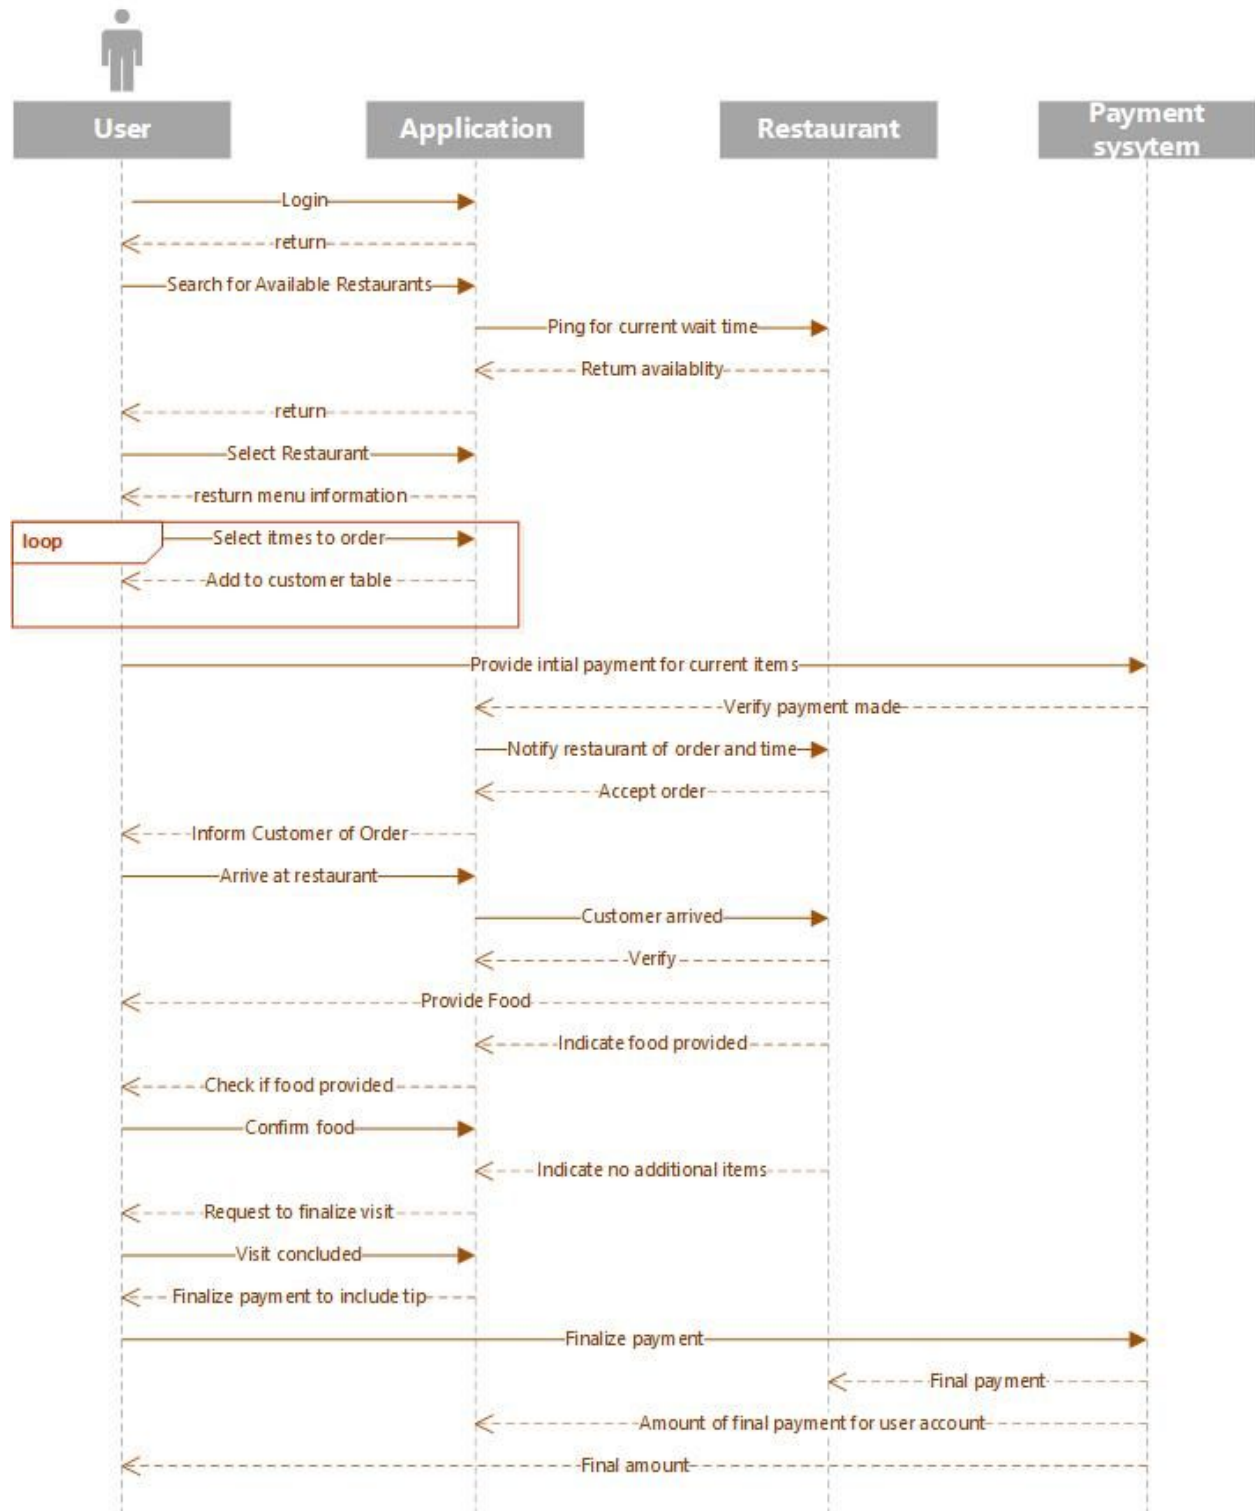 User
Application
Restaurant
Payment
sysytem
Login
return
Search for Available Restaurants
Ping for current wait time
Return availablity
return
Select Restaurant
resturn menu information
loop
Select itmes to order
Add to customer table
Provide intial payment for current items
Verify payment made
Notify restaurant of order and time
Accept order
Inform Customer of Order
Arrive at restaurant
Customer arrived
Verify
Provide Food
Indicate food provided
Check if food provided
Confirm food
Indicate no additional items
Request to finalize visit
Visit concluded
Finalize payment to include tip
Finalize payment
Final payment
Amount of final payment for user account
Final amount